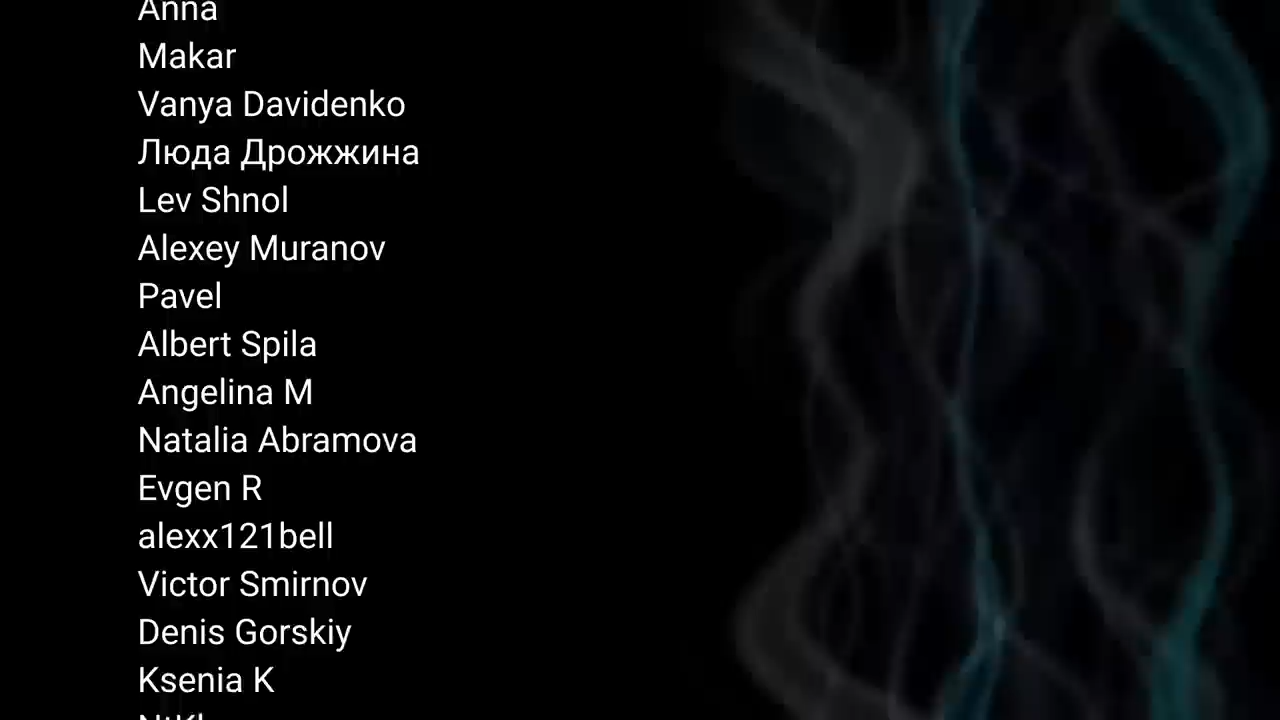 Anna
Makar
Vanya Davidenko
Люда Дрожжина
Lev Shnol
Alexey Muranov
Pavel
Albert Spila
Angelina M
Natalia Abramova
Evgen R
alexx121bell
Victor Smirnov
Denis Gorskiy
Ksenia K